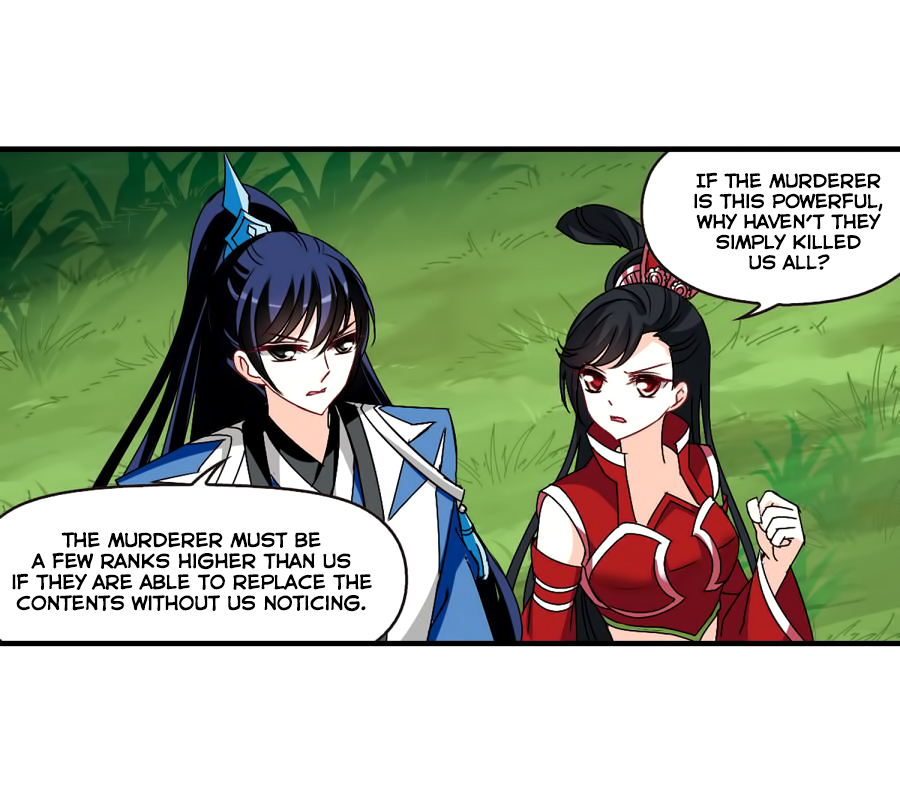 IF THE MURDERER
IS THIS POWERFUL,
WHY HAVEN'T THEY
SIMPLY KILLED
US ALL?
THE MURDERER MUST BE
A FEW RANKS HIGHER THAN US
IF THEY ARE ABLE TO REPLACE THE
CONTENTS WITHOUT US NOTICING.